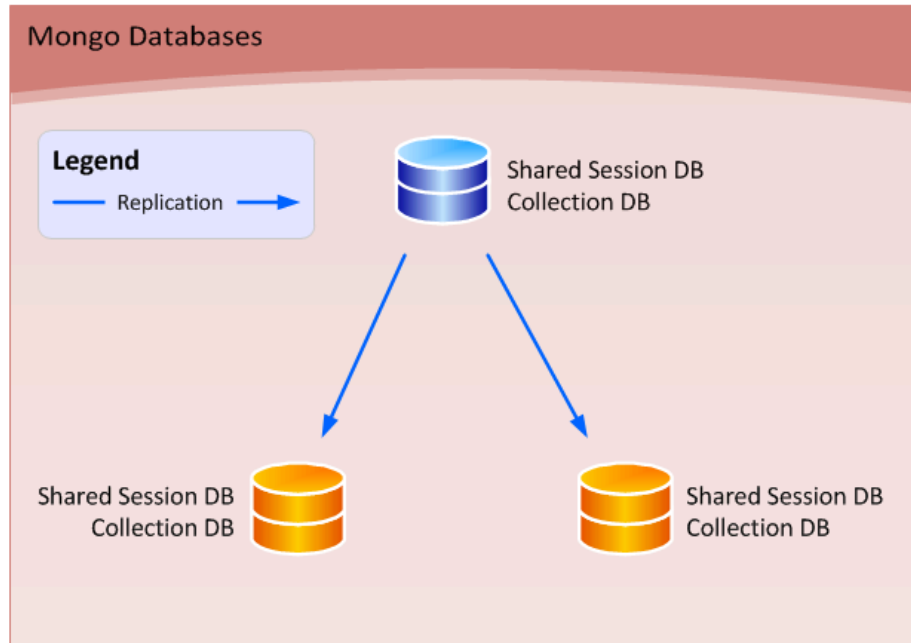 Mongo Databases
Legend
Replication
Shared Session DB
Collection DB
Shared Session DB
Collection DB
Shared Session DB
Collection DB